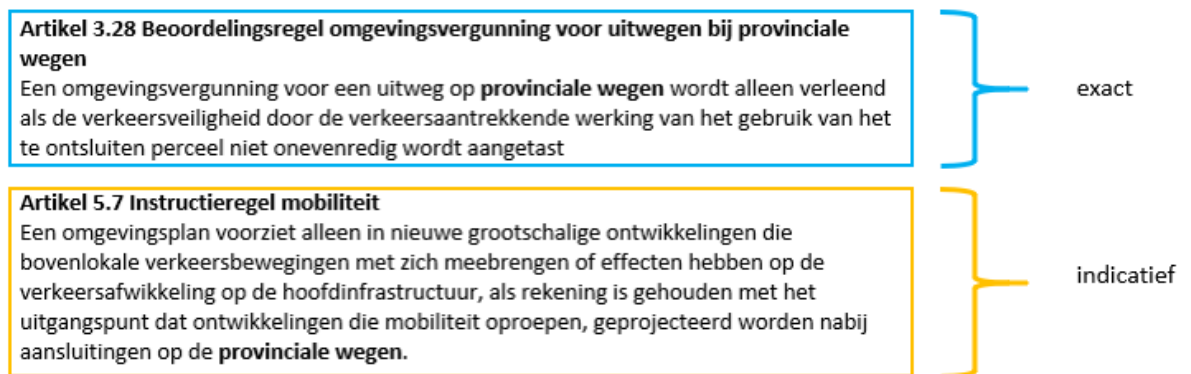 Artikel 3.28 Beoordelingsregel omgevingsvergunning voor uitwegen bij provinciale
wegen
Een omgevingsvergunning voor een uitweg op provinciale wegen wordt alleen verleend
als de verkeersveiligheid door de verkeersaantrekkende werking van het gebruik van het
te ontsluiten perceel niet onevenredig wordt aangetast
exact
Artikel 5.7 Instructieregel mobiliteit
Een omgevingsplan voorziet alleen in nieuwe grootschalige ontwikkelingen die
bovenlokale verkeersbewegingen met zich meebrengen of effecten hebben op de
verkeersafwikkeling op de hoofdinfrastructuur, als rekening is gehouden met het
uitgangspunt dat ontwikkelingen die mobiliteit oproepen, geprojecteerd worden nabij
aansluitingen op de provinciale wegen.
indicatief